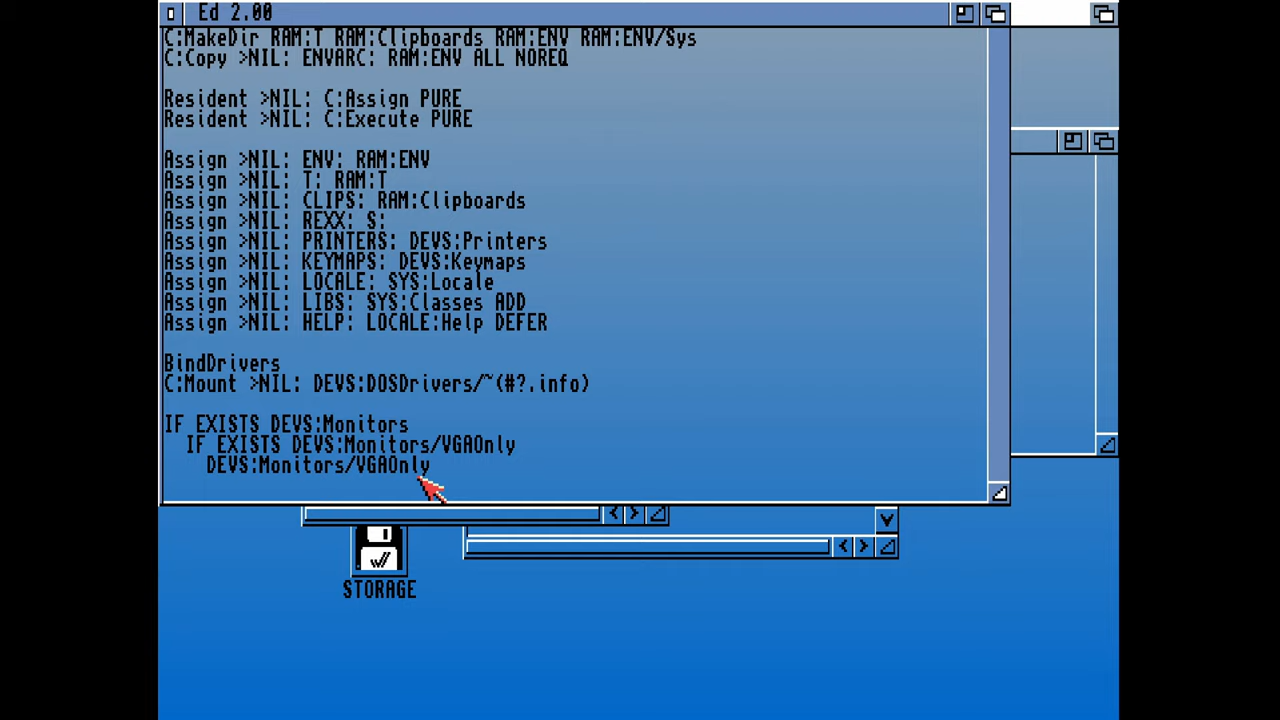 Ed 2.00
C:MakeDir RAM:T RAM:Clipboards RAM:ENV RAM:ENV/Sys
C:Copy >NIL: ENVARC: RAM:ENV ALL NOREQ
Resident >NIL: C:Assign PURE
Resident >NIL: C:Execute PURE
Assign >NIL: ENV: RAM:ENV
Assign >NIL: T: RAM:T
Assign >NIL: CLIPS: RAM:Clipboards
Assign >NIL: REXX: S:
Assign >NIL: PRINTERS: DEVS:Printers
Assign >NIL: KEYMAPS: DEVS:Keymaps
Assign >NIL: LOCALE: SYS:Locale
Assign >NIL: LIBS: SYS:Classes ADD
Assign >NIL: HELP: LOCALE:Help DEFER
BindDrivers
C:Mount >NIL: DEVS:DOSDrivers/~(#?.info)
IF EXISTS DEVS:Monitors
IF EXISTS DEVS:Monitors/VGAOnly
DEVS:Monitors/VGAOnly
STORAGE